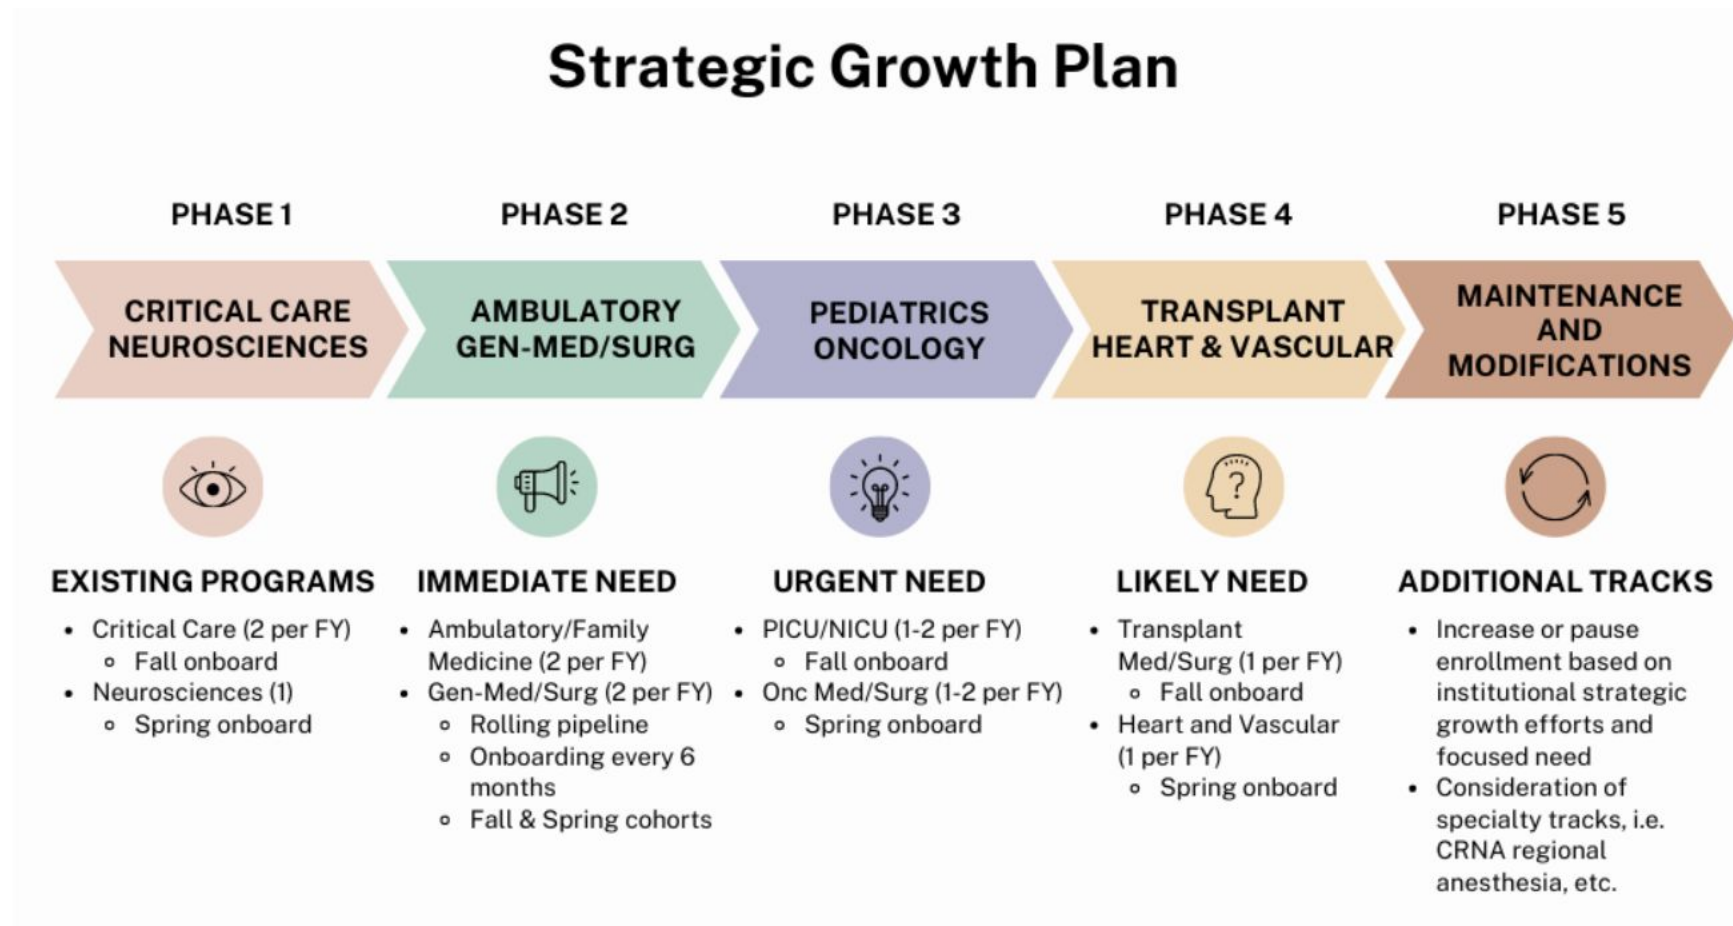 Strategic Growth Plan
PHASE 1
PHASE 2
PHASE 3
PHASE 4
PHASE 5
CRITICAL CARE
NEUROSCIENCES
AMBULATORY
GEN-MED/SURG
PEDIATRICS
ONCOLOGY
TRANSPLANT
HEART & VASCULAR
MAINTENANCE
AND
MODIFICATIONS
?
EXISTING PROGRAMS
• Critical Care (2 per FY)
◦ Fall onboard
• Neurosciences (1)
◦ Spring onboard
IMMEDIATE NEED
• Ambulatory/Family
Medicine (2 per FY)
• Gen-Med/Surg (2 per FY)
◦ Rolling pipeline
◦ Onboarding every 6
months
◦ Fall & Spring cohorts
URGENT NEED
• PICU/NICU (1-2 per FY)
◦ Fall onboard
• Onc Med/Surg (1-2 per FY)
◦ Spring onboard
LIKELY NEED
• Transplant
Med/Surg (1 per FY)
◦ Fall onboard
• Heart and Vascular
(1 per FY)
◦ Spring onboard
ADDITIONAL TRACKS
• Increase or pause
enrollment based on
institutional strategic
growth efforts and
focused need
• Consideration of
specialty tracks, i.e.
CRNA regional
anesthesia, etc.